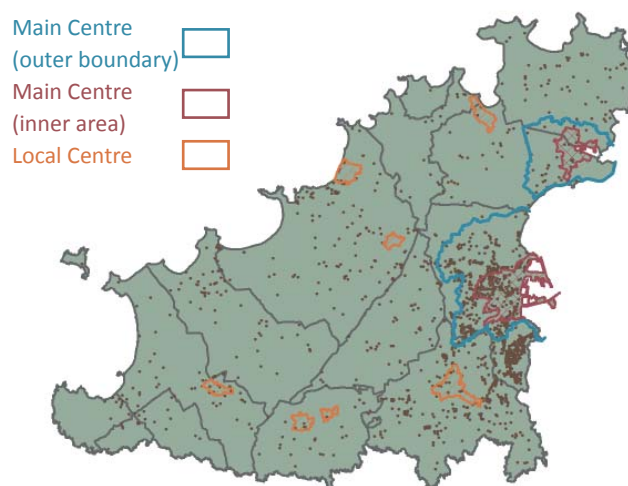 Main Centre
(outer boundary)
Main Centre
(inner area)
Local Centre